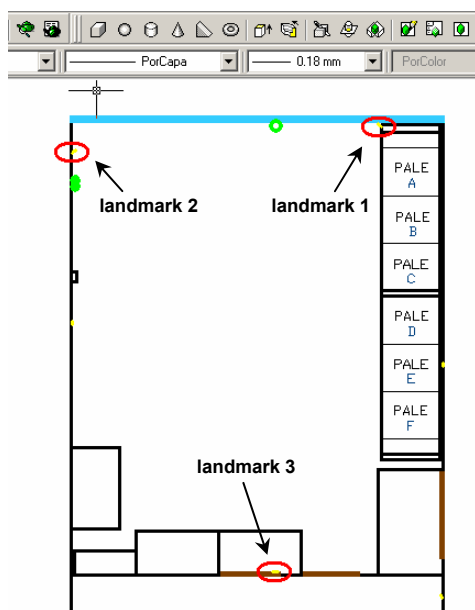 PorCapa
0.18 mm
PorColor
landmark 2
landmark 1
PALE
A
PALE
B
PALE
C
PALE
D
PALE
E
PALE
F
landmark 3